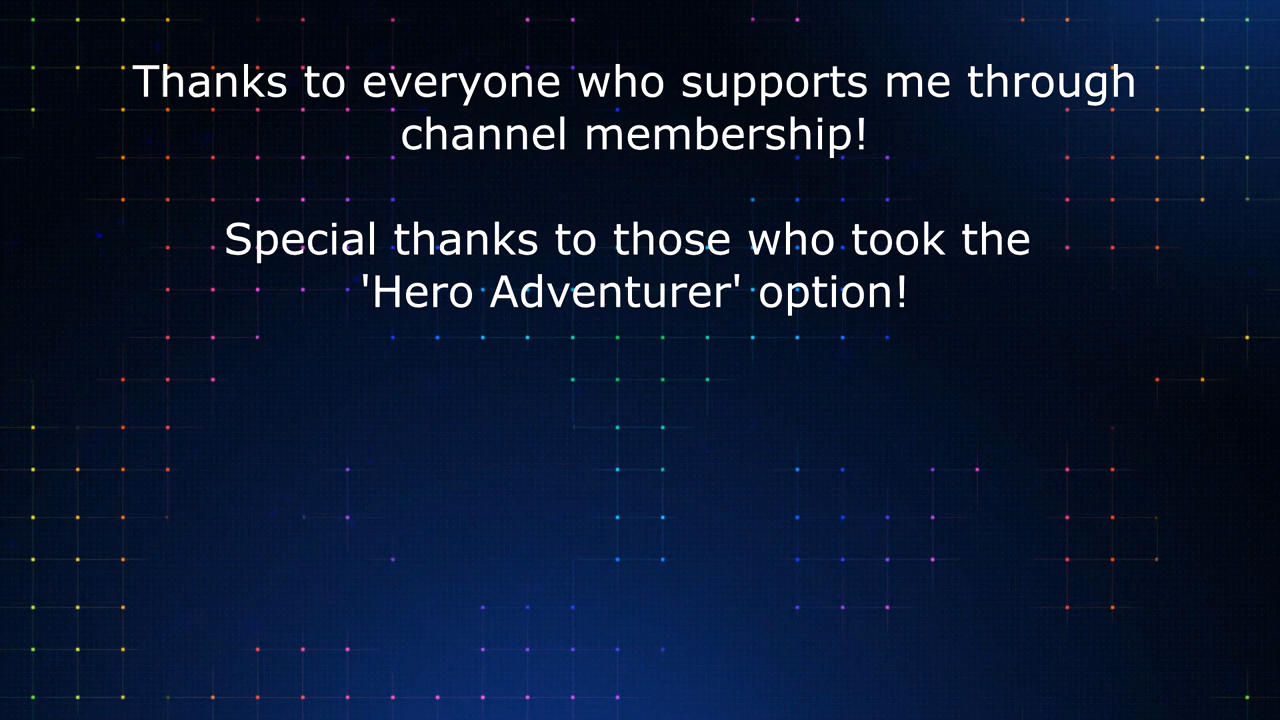 Thanks to everyone who supports me through
channel membership!
Special thanks to those who took the
'Hero Adventurer' option!